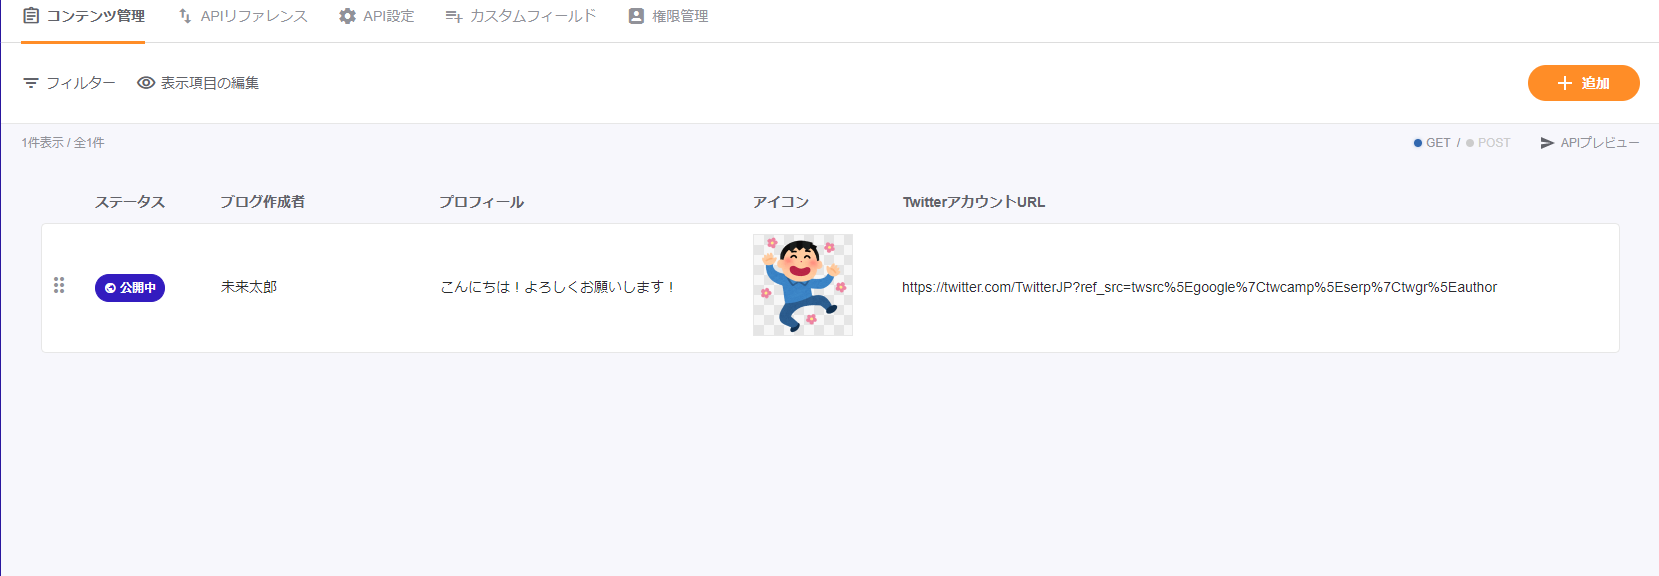 コンテンツ管理 APIリファレンス API設定 カスタムフィールド 権限管理
フィルター 表示項目の編集 追加
1件表示 / 全1件 GET / POST APIプレビュー
ステータス ブログ作成者 プロフィール アイコン TwitterアカウントURL
公開中 未来太郎 こんにちは！よろしくお願いします！ https://twitter.com/TwitterJP?ref_src=twsrc%5Egoogle%7Ctwcamp%5Eserp%7Ctwgr%5Eauthor